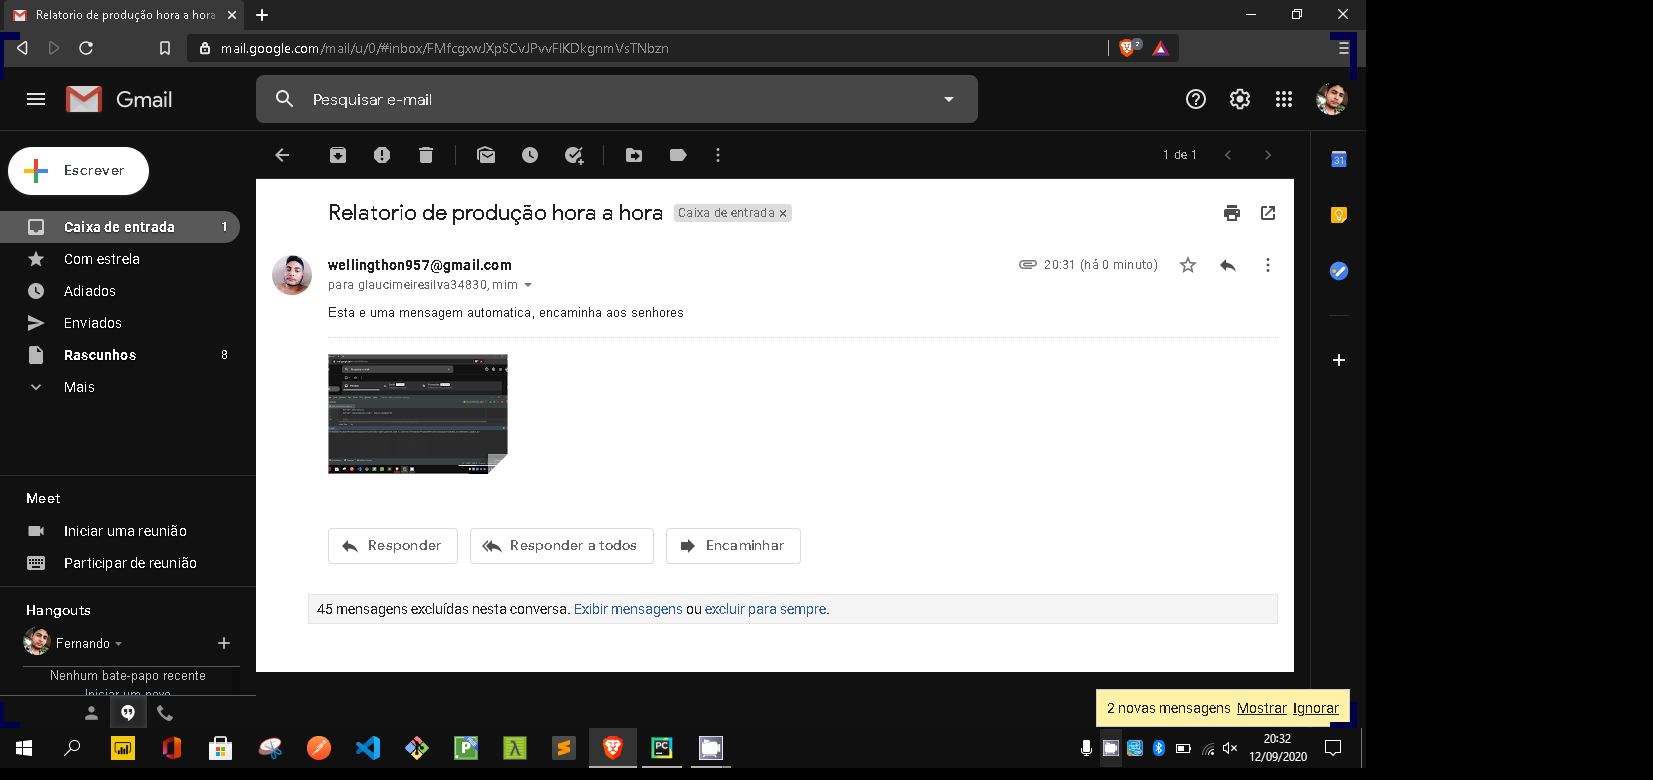 Relatorio de produção hora a hora
mail.google.com/mail/u/0/#inbox/FMfcgxwJXpSCvJPvvFlKDkgnmVsTNbzn
2
Gmail
Pesquisar e-mail
Escrever
1 de 1
31
Caixa de entrada 1
Com estrela
Adiados
Enviados
Rascunhos 8
Mais
Relatorio de produção hora a hora Caixa de entrada x
wellingthon957@gmail.com 20:31 (há 0 minuto)
para glaucimeiresilva34830, mim
Esta e uma mensagem automatica, encaminha aos senhores
Responder Responder a todos Encaminhar
45 mensagens excluídas nesta conversa. Exibir mensagens ou excluir para sempre.
Meet
Iniciar uma reunião
Participar de reunião
Hangouts
Fernando
Nenhum bate-papo recente
Iniciar um novo
2 novas mensagens Mostrar Ignorar
PC
20:32
12/09/2020